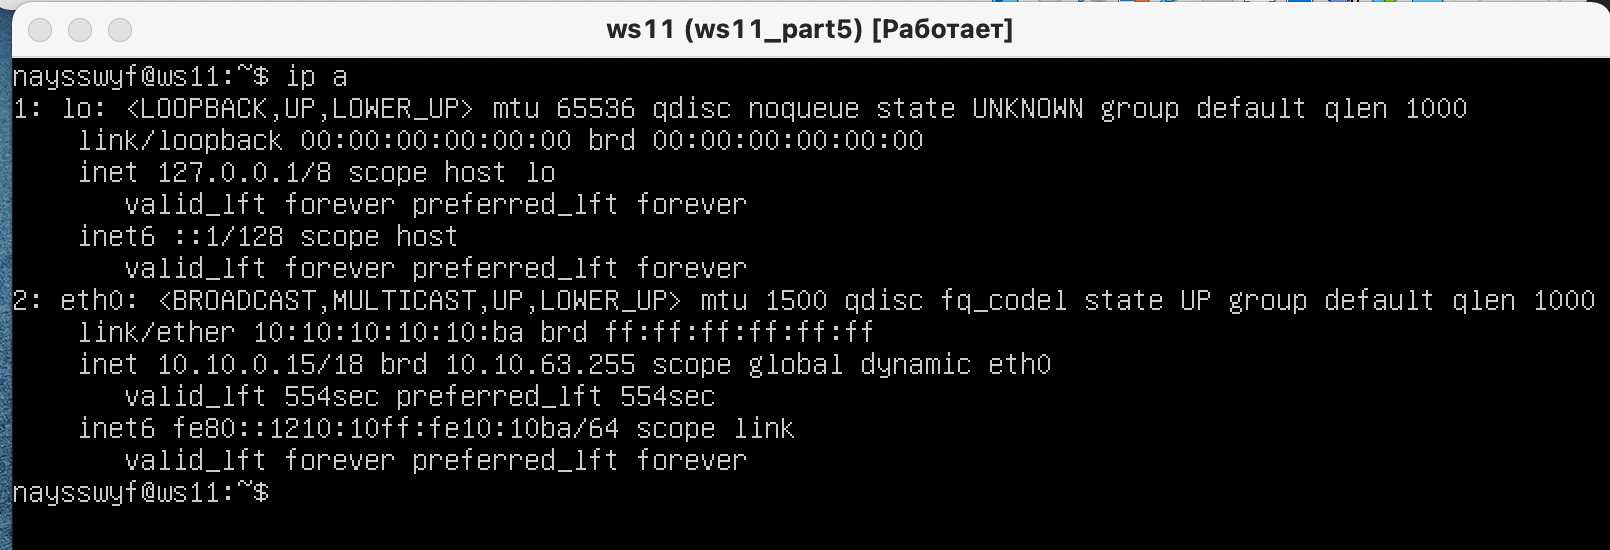 ws11 (ws11_part5) [Работает]
naysswyf@ws11:~$ ip a
1: lo: <LOOPBACK,UP,LOWER_UP> mtu 65536 qdisc noqueue state UNKNOWN group default qlen 1000
    link/loopback 00:00:00:00:00:00 brd 00:00:00:00:00:00
    inet 127.0.0.1/8 scope host lo
       valid_lft forever preferred_lft forever
    inet6 ::1/128 scope host
       valid_lft forever preferred_lft forever
2: eth0: <BROADCAST,MULTICAST,UP,LOWER_UP> mtu 1500 qdisc fq_codel state UP group default qlen 1000
    link/ether 10:10:10:10:10:ba brd ff:ff:ff:ff:ff:ff
    inet 10.10.0.15/18 brd 10.10.63.255 scope global dynamic eth0
       valid_lft 554sec preferred_lft 554sec
    inet6 fe80::1210:10ff:fe10:10ba/64 scope link
       valid_lft forever preferred_lft forever
naysswyf@ws11:~$